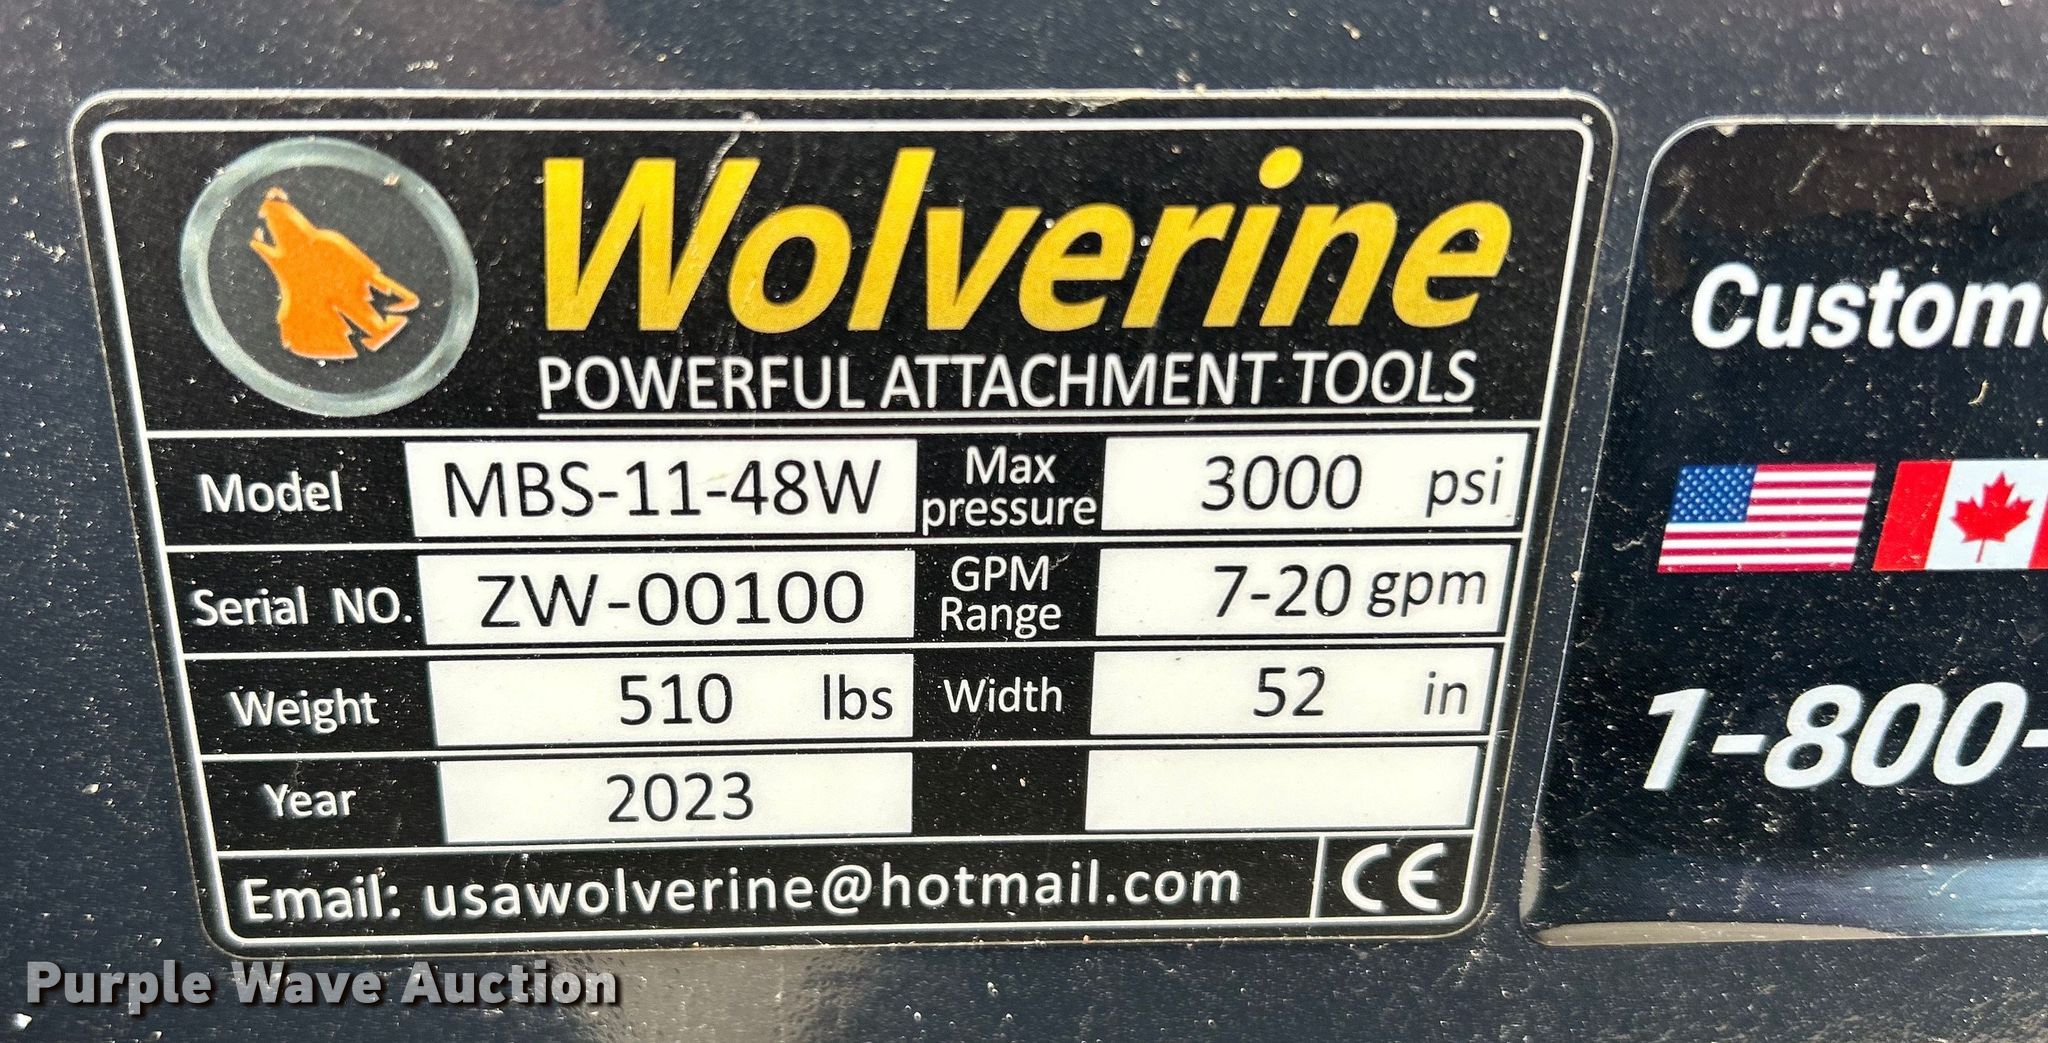 Wolverine
POWERFUL ATTACHMENT TOOLS
Model MBS-11-48W Max pressure 3000 psi
Serial NO. ZW-00100 GPM Range 7-20 gpm
Weight 510 lbs Width 52 in
Year 2023
Email: usawolverine@hotmail.com CE
Custom
1-800-
Purple Wave Auction